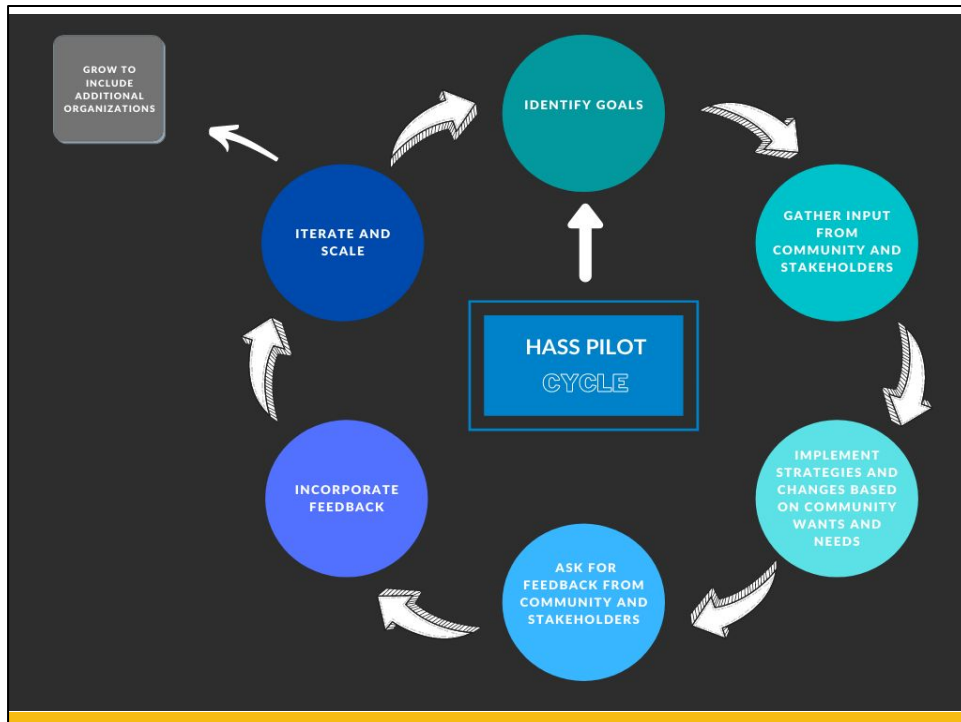 GROW TO
INCLUDE
ADDITIONAL
ORGANIZATIONS
IDENTIFY GOALS
GATHER INPUT
FROM
COMMUNITY AND
STAKEHOLDERS
ITERATE AND
SCALE
HASS PILOT
CYCLE
IMPLEMENT
STRATEGIES AND
CHANGES BASED
ON COMMUNITY
WANTS AND
NEEDS
INCORPORATE
FEEDBACK
ASK FOR
FEEDBACK FROM
COMMUNITY AND
STAKEHOLDERS